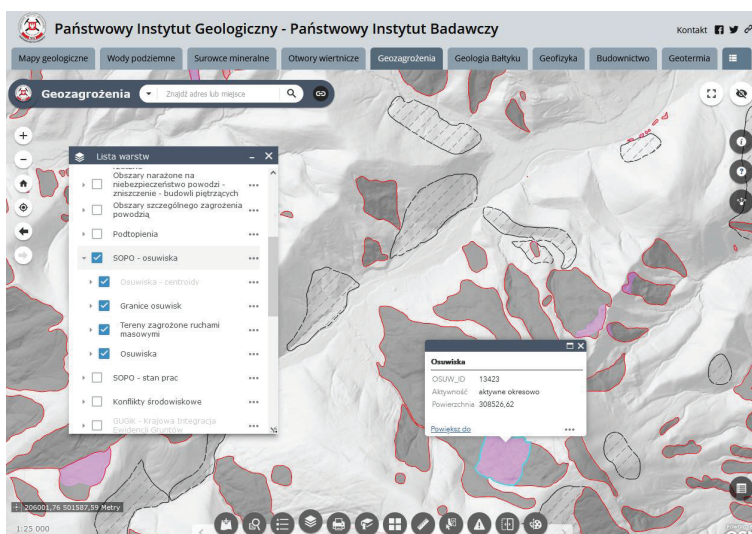 Państwowy Instytut Geologiczny - Państwowy Instytut Badawczy
Kontakt
Mapy geologiczne
Wody podziemne
Surowce mineralne
Otwory wiertnicze
Geozagrożenia
Geologia Bałtyku
Geofizyka
Budownictwo
Geotermia
Geozagrożenia
Znajdź adres lub miejsce
Lista warstw
Obszary narażone na
niebezpieczeństwo powodzi -
zniszczenie - budowli piętrzących
Obszary szczególnego zagrożenia
powodzią
Podtopienia
SOPO - osuwiska
Osuwiska - centroidy
Granice osuwisk
Tereny zagrożone ruchami
masowymi
Osuwiska
SOPO - stan prac
Konflikty środowiskowe
GUGiK - Krajowa Integracja
Ewidencji Gruntów
Osuwiska
OSUW_ID 13423
Aktywność aktywne okresowo
Powierzchnia 308526,62
Powiększ do
206001,76 501587,59 Metry
1:25 000